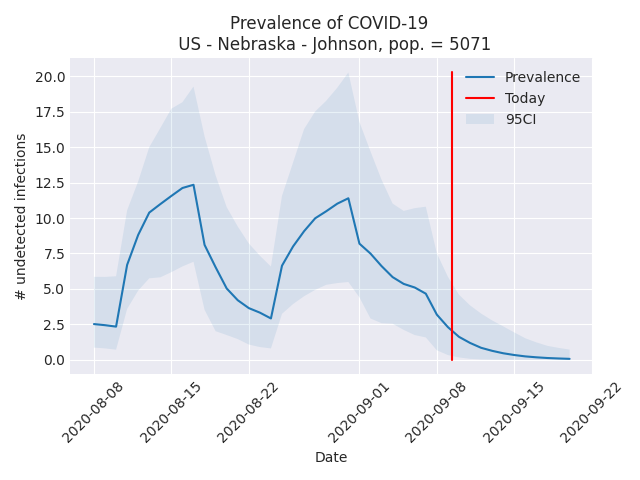 Prevalence of COVID-19
US - Nebraska - Johnson, pop. = 5071
20.0
17.5
15.0
12.5
10.0
7.5
5.0
2.5
0.0
# undetected infections
Prevalence
Today
95CI
2020-08-08
2020-08-15
2020-08-22
2020-09-01
2020-09-08
2020-09-15
2020-09-22
Date